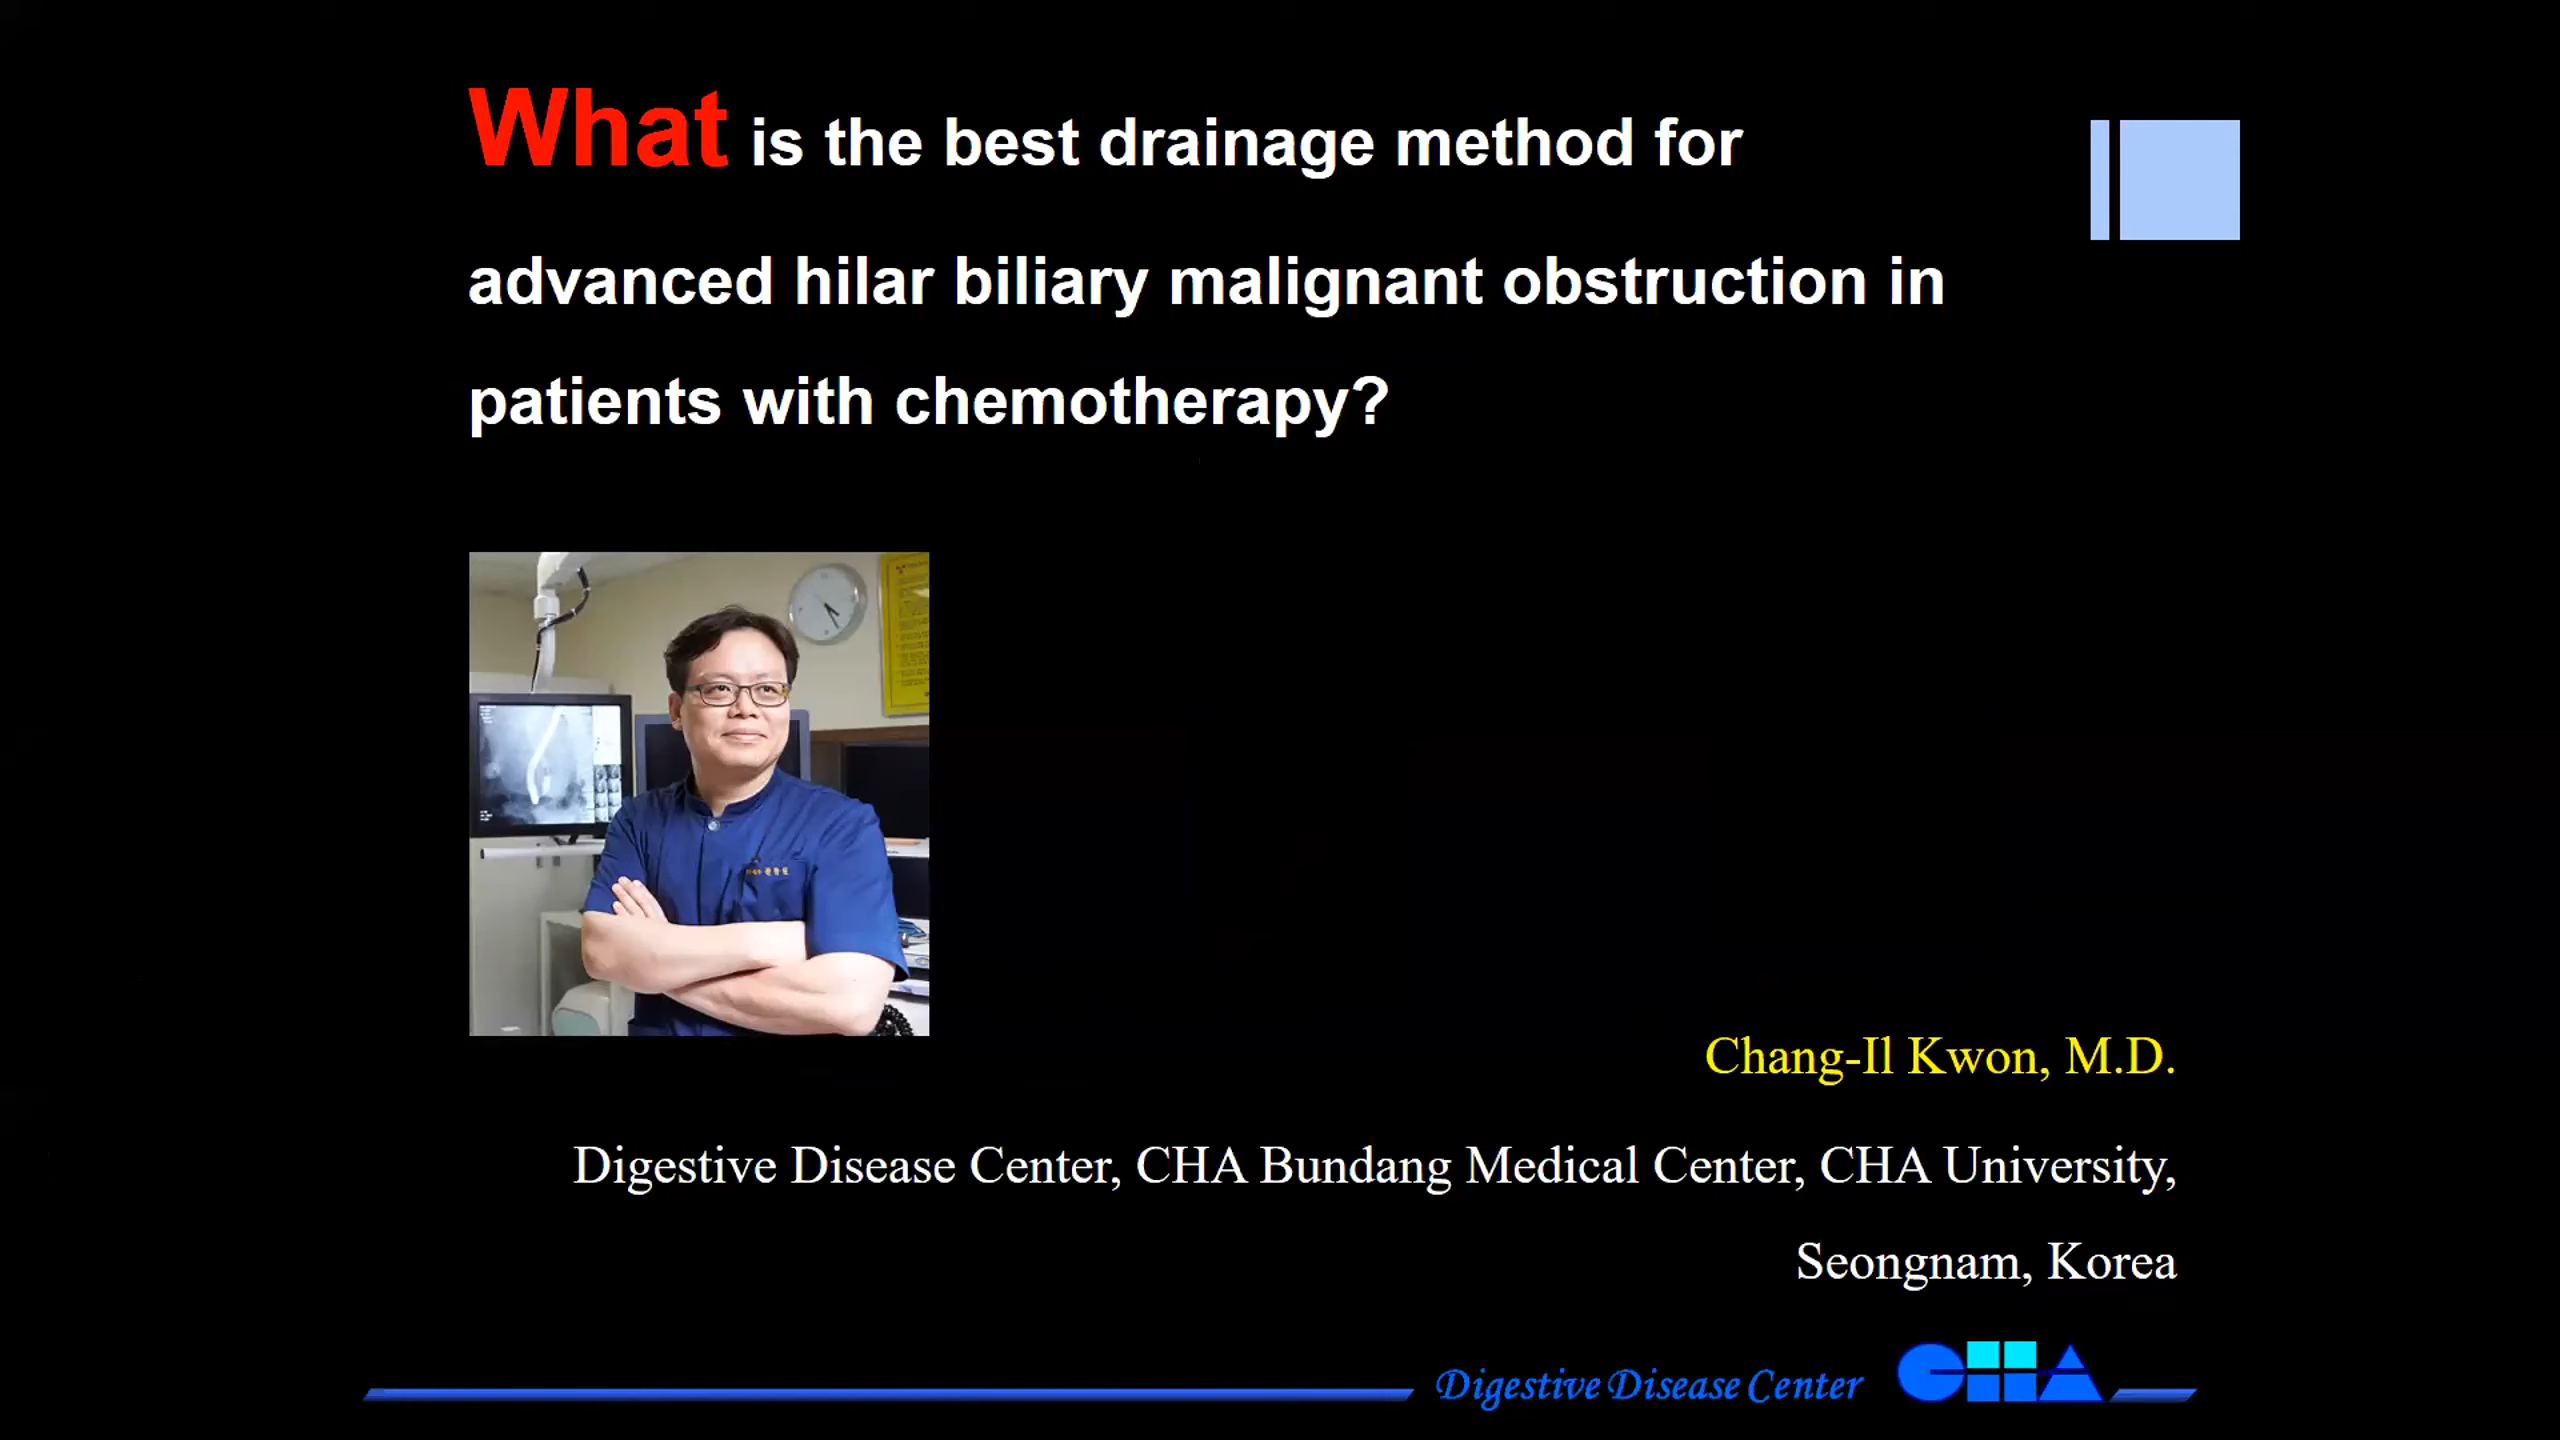 What is the best drainage method for
advanced hilar biliary malignant obstruction in
patients with chemotherapy?
Chang-Il Kwon, M.D.
Digestive Disease Center, CHA Bundang Medical Center, CHA University,
Seongnam, Korea
Digestive Disease Center CHA